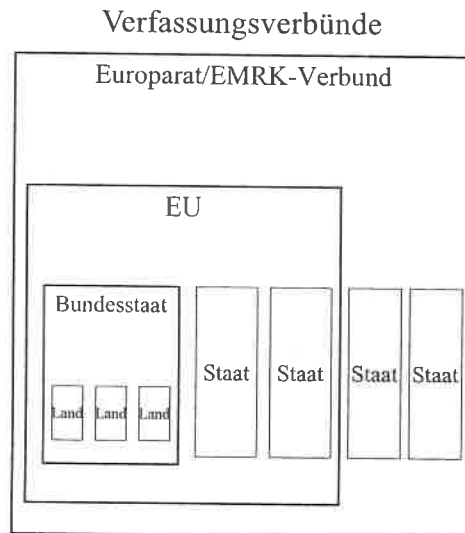 Verfassungsverbünde
Europarat/EMRK-Verbund
EU
Bundesstaat
Land Land Land
Staat Staat Staat Staat